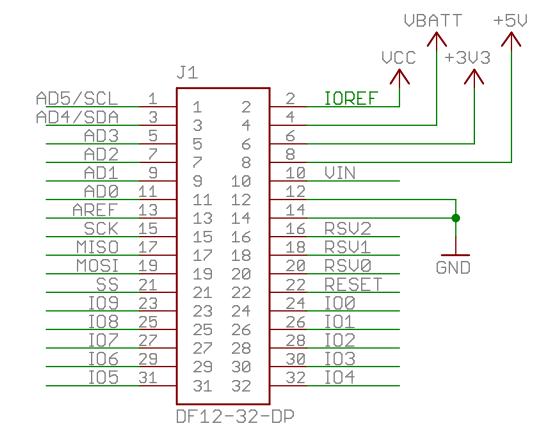 VBATT +5V
VCC +3V3
J1
AD5/SCL 1 1 2 2 IOREF
AD4/SDA 3 3 4 4
AD3 5 5 6 6
AD2 7 7 8 8
AD1 9 9 10 10 VIN
AD0 11 11 12 12
AREF 13 13 14 14
SCK 15 15 16 16 RSV2
MISO 17 17 18 18 RSV1
MOSI 19 19 20 20 RSV0
SS 21 21 22 22 RESET
IO9 23 23 24 24 IO0
IO8 25 25 26 26 IO1
IO7 27 27 28 28 IO2
IO6 29 29 30 30 IO3
IO5 31 31 32 32 IO4
GND
DF12-32-DP